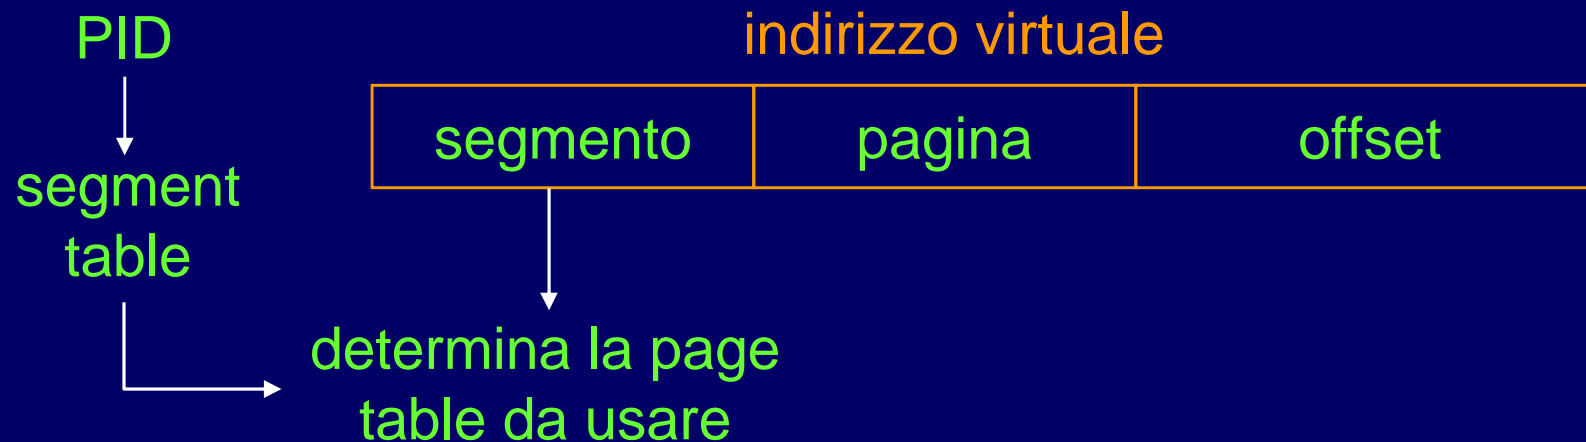 PID
indirizzo virtuale
segmento
pagina
offset
segment
table
determina la page
table da usare